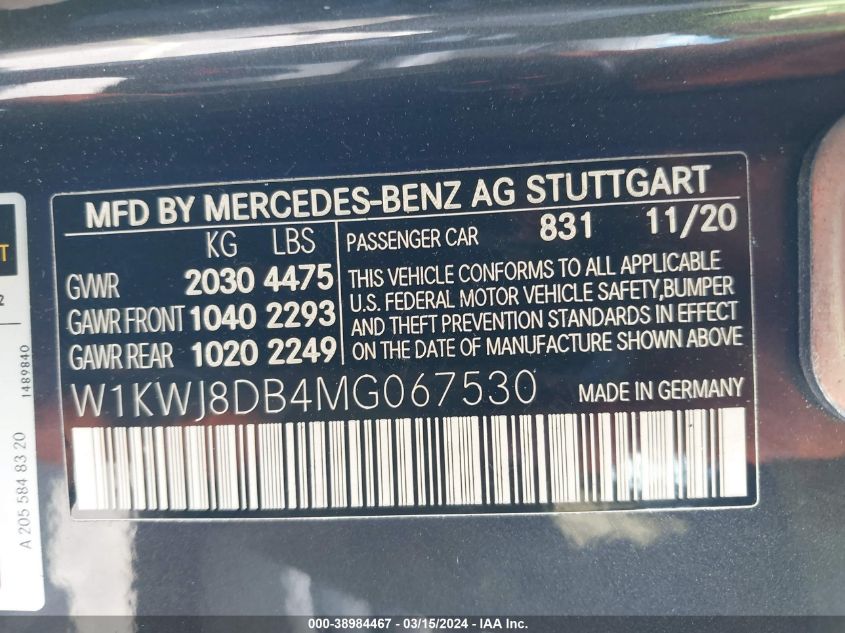 MFD BY MERCEDES-BENZ AG STUTTGART
KG LBS
GVWR 2030 4475
GAWR FRONT 1040 2293
GAWR REAR 1020 2249
PASSENGER CAR 831 11/20
THIS VEHICLE CONFORMS TO ALL APPLICABLE
U.S. FEDERAL MOTOR VEHICLE SAFETY,BUMPER
AND THEFT PREVENTION STANDARDS IN EFFECT
ON THE DATE OF MANUFACTURE SHOWN ABOVE
W1KWJ8DB4MG067530 MADE IN GERMANY
1489840
A 205 584 83 20
000-38984467 - 03/15/2024 - IAA Inc.